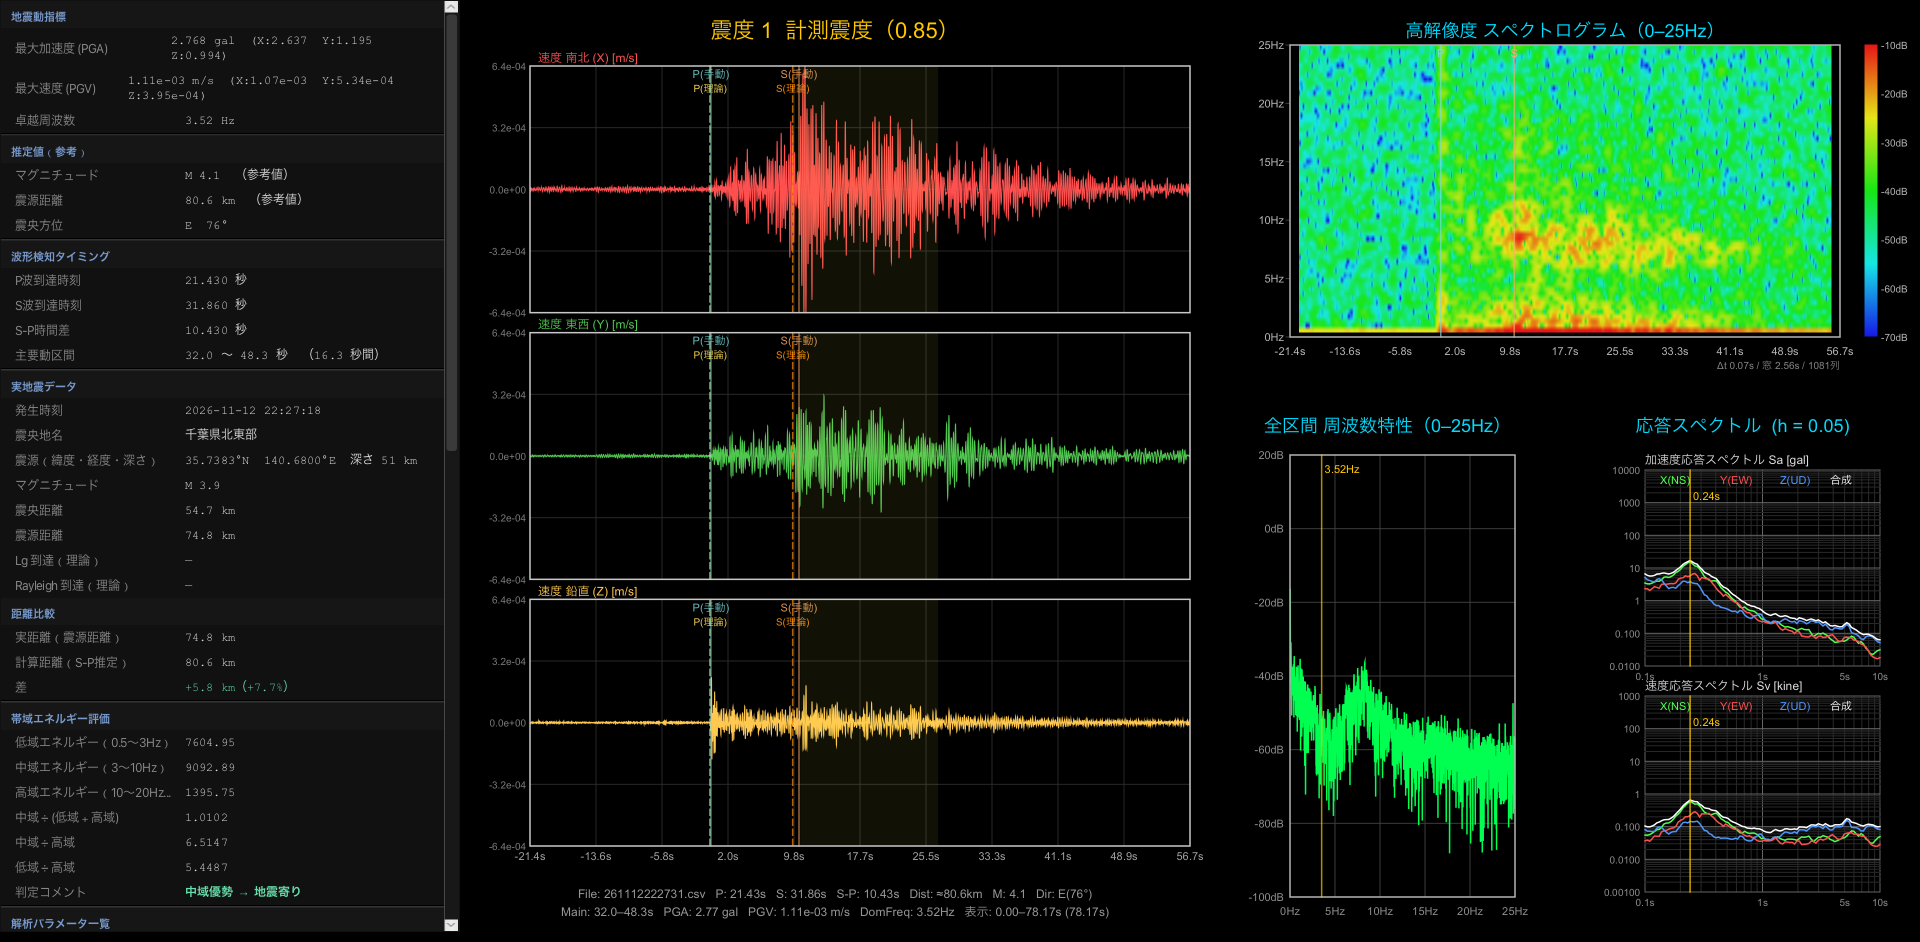 地震動指標
最大加速度 (PGA) 2.768 gal (X:2.637 Y:1.195 Z:0.994)
最大速度 (PGV) 1.11e-03 m/s (X:1.07e-03 Y:5.34e-04 Z:3.95e-04)
卓越周波数 3.52 Hz
推定値（参考）
マグニチュード M 4.1 (参考値)
震源距離 80.6 km (参考値)
震央方位 E 76°
波形検知タイミング
P波到達時刻 21.430 秒
S波到達時刻 31.860 秒
S-P時間差 10.430 秒
主要動区間 32.0 〜 48.3 秒 (16.3 秒間)
実地震データ
発生時刻 2026-11-12 22:27:18
震央地名 千葉県北東部
震源（緯度・経度・深さ） 35.7383°N 140.6800°E 深さ 51 km
マグニチュード M 3.9
震央距離 54.7 km
震源距離 74.8 km
Lg 到達（理論） —
Rayleigh 到達（理論） —
距離比較
実距離（震源距離） 74.8 km
計算距離（S-P推定） 80.6 km
差 +5.8 km (+7.7%)
帯域エネルギー評価
低域エネルギー（0.5〜3Hz） 7604.95
中域エネルギー（3〜10Hz） 9092.89
高域エネルギー（10〜20Hz... 1395.75
中域÷(低域+高域) 1.0102
中域÷高域 6.5147
低域÷高域 5.4487
判定コメント 中域優勢 → 地震寄り
解析パラメーター一覧
震度 1 計測震度（0.85）
速度 南北 (X) [m/s]
6.4e-04
3.2e-04
0.0e+00
-3.2e-04
-6.4e-04
P(手動)
P(理論)
S(手動)
S(理論)
速度 東西 (Y) [m/s]
6.4e-04
3.2e-04
0.0e+00
-3.2e-04
-6.4e-04
P(手動)
P(理論)
S(手動)
S(理論)
速度 鉛直 (Z) [m/s]
6.4e-04
3.2e-04
0.0e+00
-3.2e-04
-6.4e-04
P(手動)
P(理論)
S(手動)
S(理論)
-21.4s -13.6s -5.8s 2.0s 9.8s 17.7s 25.5s 33.3s 41.1s 48.9s 56.7s
File: 261112222731.csv P: 21.43s S: 31.86s S-P: 10.43s Dist: ≈80.6km M: 4.1 Dir: E(76°)
Main: 32.0–48.3s PGA: 2.77 gal PGV: 1.11e-03 m/s DomFreq: 3.52Hz 表示: 0.00–78.17s (78.17s)
高解像度 スペクトログラム（0–25Hz）
25Hz
20Hz
15Hz
10Hz
5Hz
0Hz
-21.4s -13.6s -5.8s 2.0s 9.8s 17.7s 25.5s 33.3s 41.1s 48.9s 56.7s
Δt 0.07s / 窓 2.56s / 1081列
-10dB
-20dB
-30dB
-40dB
-50dB
-60dB
-70dB
全区間 周波数特性（0–25Hz）
20dB
0dB
-20dB
-40dB
-60dB
-80dB
-100dB
3.52Hz
0Hz 5Hz 10Hz 15Hz 20Hz 25Hz
応答スペクトル (h = 0.05)
加速度応答スペクトル Sa [gal]
10000
1000
100
10
1
0.100
0.0100
X(NS) Y(EW) Z(UD) 合成
0.24s
0.1s 1s 5s 10s
速度応答スペクトル Sv [kine]
1000
100
10
1
0.100
0.0100
0.00100
X(NS) Y(EW) Z(UD) 合成
0.24s
0.1s 1s 5s 10s